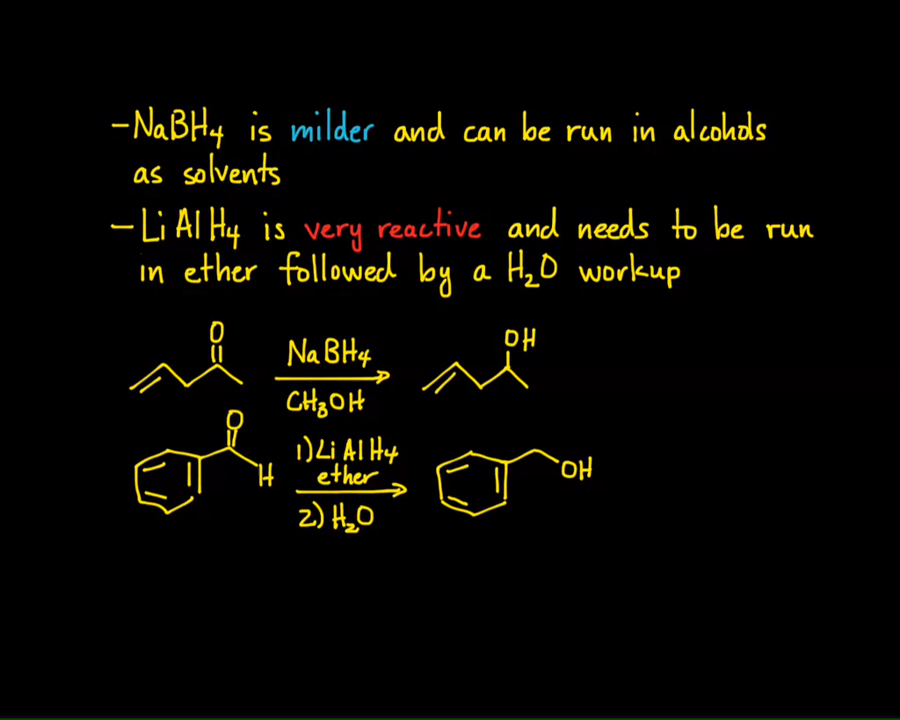 -NaBH4 is milder and can be run in alcohols
as solvents
-LiAlH4 is very reactive and needs to be run
in ether followed by a H2O workup
O
NaBH4
CH3OH
OH
O
H
1) LiAlH4
ether
2) H2O
OH